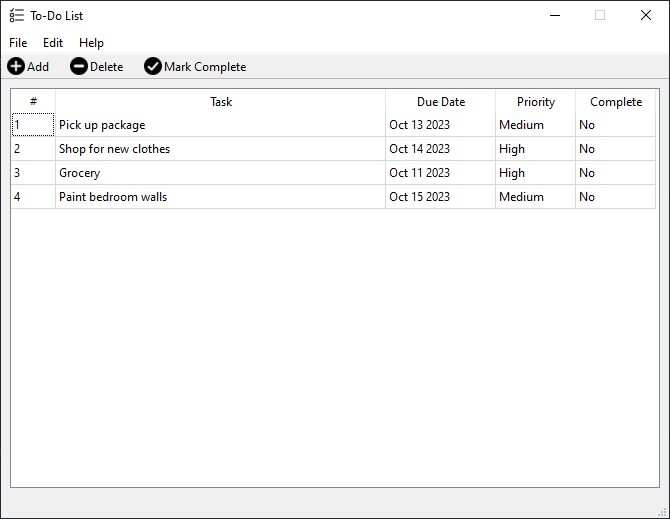 To-Do List
File Edit Help
Add Delete Mark Complete
# Task Due Date Priority Complete
1 Pick up package Oct 13 2023 Medium No
2 Shop for new clothes Oct 14 2023 High No
3 Grocery Oct 11 2023 High No
4 Paint bedroom walls Oct 15 2023 Medium No